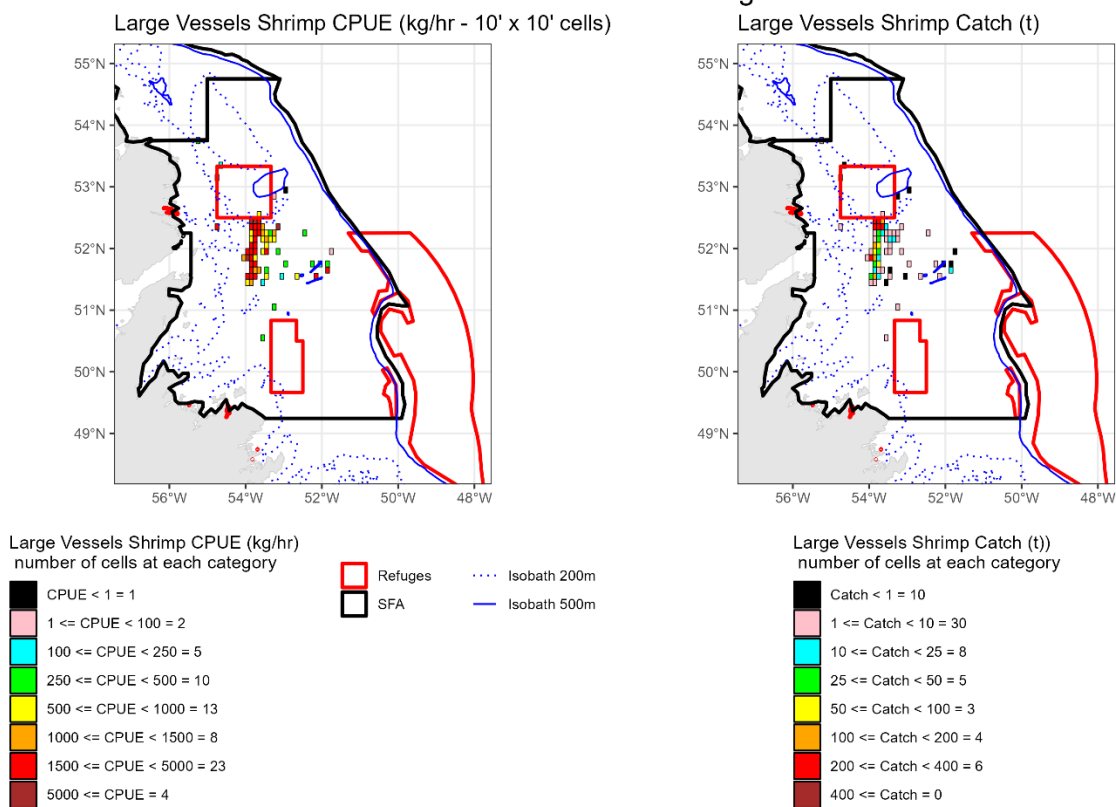 Large Vessels Shrimp CPUE (kg/hr - 10' x 10' cells)
55°N
54°N
53°N
52°N
51°N
50°N
49°N
56°W
54°W
52°W
50°W
48°W
Large Vessels Shrimp Catch (t)
55°N
54°N
53°N
52°N
51°N
50°N
49°N
56°W
54°W
52°W
50°W
48°W
Large Vessels Shrimp CPUE (kg/hr)
number of cells at each category
CPUE < 1 = 1
1 <= CPUE < 100 = 2
100 <= CPUE < 250 = 5
250 <= CPUE < 500 = 10
500 <= CPUE < 1000 = 13
1000 <= CPUE < 1500 = 8
1500 <= CPUE < 5000 = 23
5000 <= CPUE = 4
Refuges
SFA
Isobath 200m
Isobath 500m
Large Vessels Shrimp Catch (t))
number of cells at each category
Catch < 1 = 10
1 <= Catch < 10 = 30
10 <= Catch < 25 = 8
25 <= Catch < 50 = 5
50 <= Catch < 100 = 3
100 <= Catch < 200 = 4
200 <= Catch < 400 = 6
400 <= Catch = 0